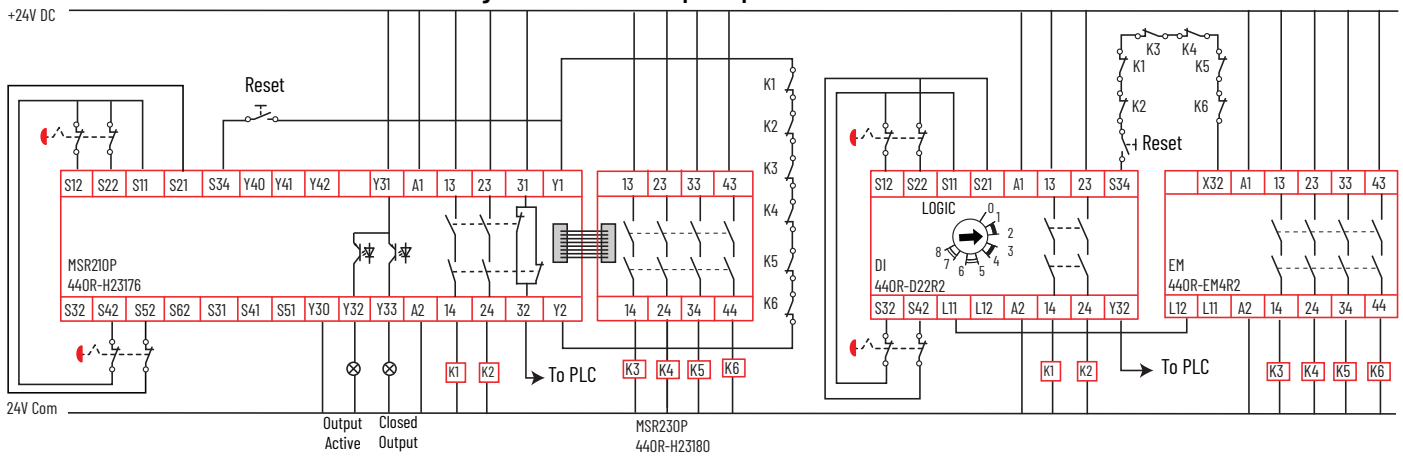 +24V DC
Reset
K1
K2
K3
K4
K5
K6
S12 S22 S11 S21 S34 Y40 Y41 Y42 Y31 A1 13 23 31 Y1
MSR210P
440R-H23176
S32 S42 S52 S62 S31 S41 S51 Y30 Y32 Y33 A2 14 24 32 Y2
K1 K2
To PLC
24V Com
Output
Active
Closed
Output
13 23 33 43
14 24 34 44
K3 K4 K5 K6
MSR230P
440R-H23180
K3 K4
K1 K5
K2 K6
Reset
S12 S22 S11 S21 A1 13 23 S34
LOGIC
0
1
2
3
4
5
6
7
8
DI
440R-D22R2
S32 S42 L11 L12 A2 14 24 Y32
K1 K2
To PLC
X32 A1 13 23 33 43
EM
440R-EM4R2
L12 L11 A2 14 24 34 44
K3 K4 K5 K6